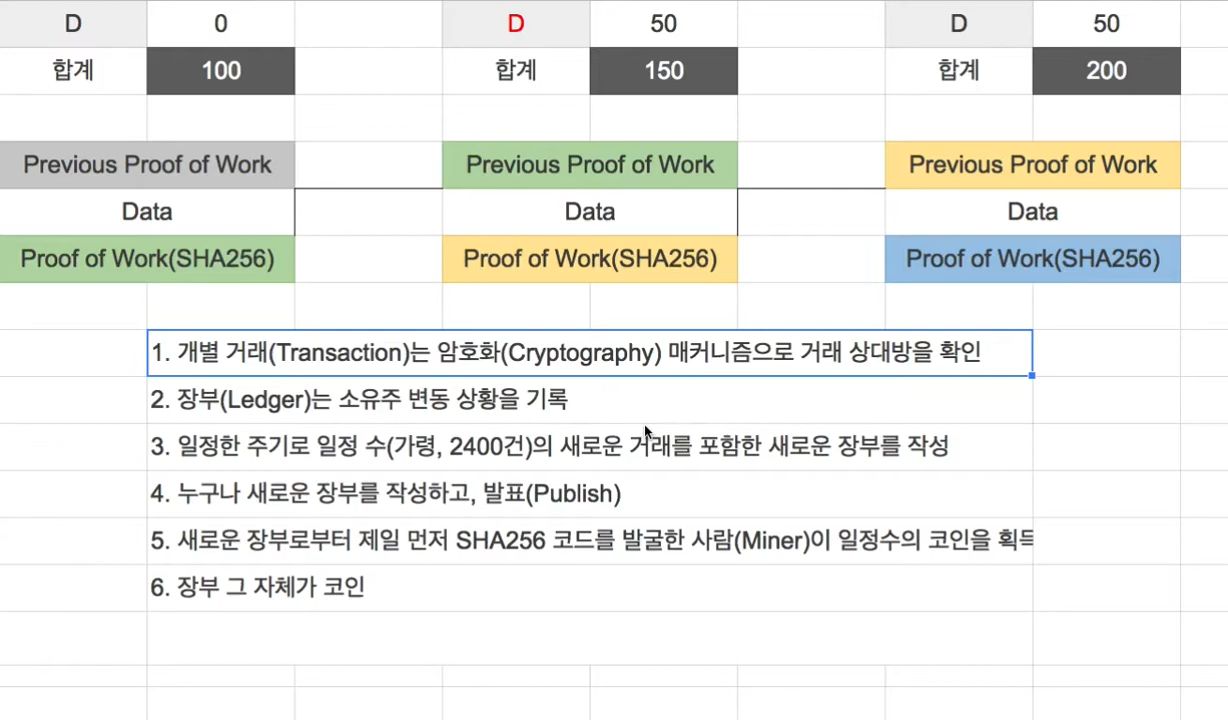 D 0 D 50 D 50
합계 100 합계 150 합계 200
Previous Proof of Work Previous Proof of Work Previous Proof of Work
Data Data Data
Proof of Work(SHA256) Proof of Work(SHA256) Proof of Work(SHA256)
1. 개별 거래(Transaction)는 암호화(Cryptography) 매커니즘으로 거래 상대방을 확인
2. 장부(Ledger)는 소유주 변동 상황을 기록
3. 일정한 주기로 일정 수(가령, 2400건)의 새로운 거래를 포함한 새로운 장부를 작성
4. 누구나 새로운 장부를 작성하고, 발표(Publish)
5. 새로운 장부로부터 제일 먼저 SHA256 코드를 발굴한 사람(Miner)이 일정수의 코인을 획득
6. 장부 그 자체가 코인